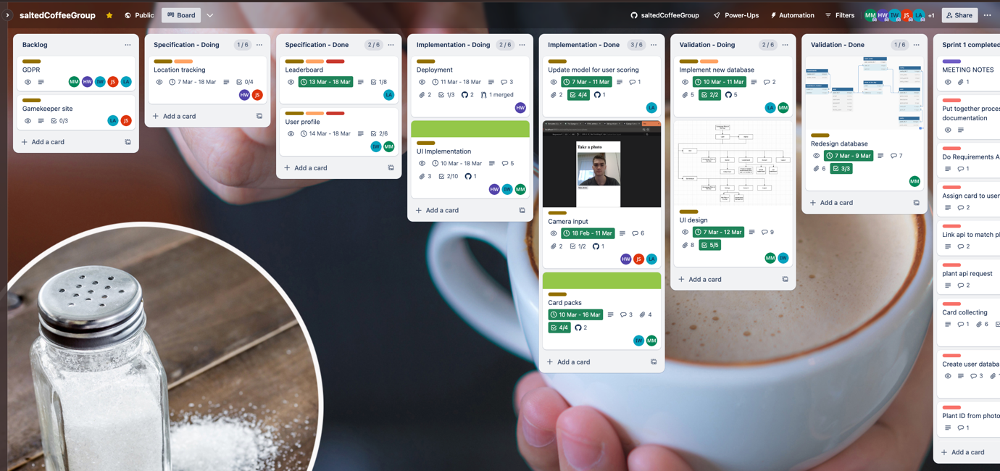 saltedCoffeeGroup
Public
Board
saltedCoffeeGroup
Power-Ups
Automation
Filters
MM HW IW JS LA +1
Share
Backlog
GDPR
MM HW IW JS LA
Gamekeeper site
0/3
LA JS
Add a card
Specification - Doing 1 / 6
Location tracking
7 Mar - 18 Mar 0/4
HW JS
Add a card
Specification - Done 2 / 6
Leaderboard
13 Mar - 18 Mar 1/8
LA
User profile
14 Mar - 18 Mar 2/6
IW MM
Add a card
Implementation - Doing 2 / 6
Deployment
11 Mar - 18 Mar 3
2 1/3 2 1 merged
HW
UI Implementation
10 Mar - 18 Mar 5
3 2/10 1
HW IW MM
Add a card
Implementation - Done 3 / 6
Update model for user scoring
7 Mar - 11 Mar 1
2 4/4 1
LA
Take a photo
Camera input
18 Feb - 11 Mar 6
2 1/2 1
HW JS LA
Card packs
10 Mar - 16 Mar 3 4
4/4 2
IW MM
Add a card
Validation - Doing 2 / 6
Implement new database
10 Mar - 11 Mar 2
5 2/2 5
LA MM
UI design
7 Mar - 12 Mar 9
8 5/5
MM IW
Add a card
Validation - Done 1 / 6
Redesign database
7 Mar - 9 Mar 7
6 3/3
MM
Add a card
Sprint 1 completed
MEETING NOTES
1
Put together proces
documentation
Do Requirements A
1
Assign card to user
2
Link api to match pl
2
plant api request
2
Card collecting
1 6
Create user databa
3 1
Plant ID from photo
1
Add a card